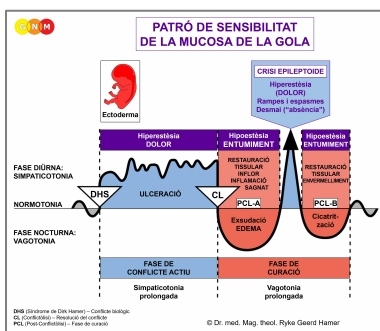 GNM
PATRÓ DE SENSIBILITAT
DE LA MUCOSA DE LA GOLA
Ectoderma
CRISI EPILEPTOIDE
Hiperestèsia
(DOLOR)
Rampes i espasmes
Desmai ("absència")
Hiperestèsia
DOLOR
Hipoestèsia
ENTUMIMENT
Hipoestèsia
ENTUMIMENT
FASE DIÜRNA:
SIMPATICOTONIA
RESTAURACIÓ
TISSULAR
INFLOR
INFLAMACIÓ
SAGNAT
RESTAURACIÓ
TISSULAR
ENVERMELLIMENT
DHS
ULCERACIÓ
CL
NORMOTONIA
PCL-A
PCL-B
FASE NOCTURNA:
VAGOTONIA
Exsudació
EDEMA
Cicatrit-
zació
FASE DE
CONFLICTE ACTIU
FASE DE
CURACIÓ
Simpaticotonia
prolongada
Vagotonia
prolongada
DHS (Síndrome de Dirk Hamer) – Conflicte biològic
CL (Conflictòlisi) – Resolució del conflicte
PCL (Post-Conflictòlisi) – Fase de curació
© Dr. med. Mag. theol. Ryke Geerd Hamer